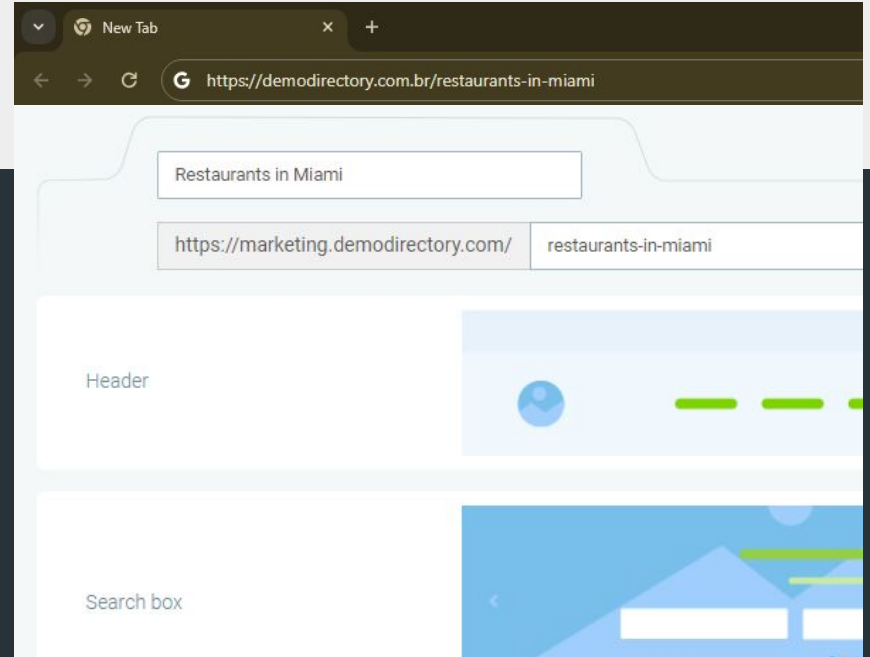 New Tab
https://demodirectory.com.br/restaurants-in-miami
Restaurants in Miami
https://marketing.demodirectory.com/ restaurants-in-miami
Header
Search box